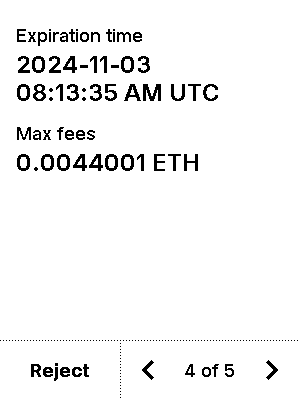 Expiration time
2024-11-03
08:13:35 AM UTC
Max fees
0.0044001 ETH
Reject
4 of 5